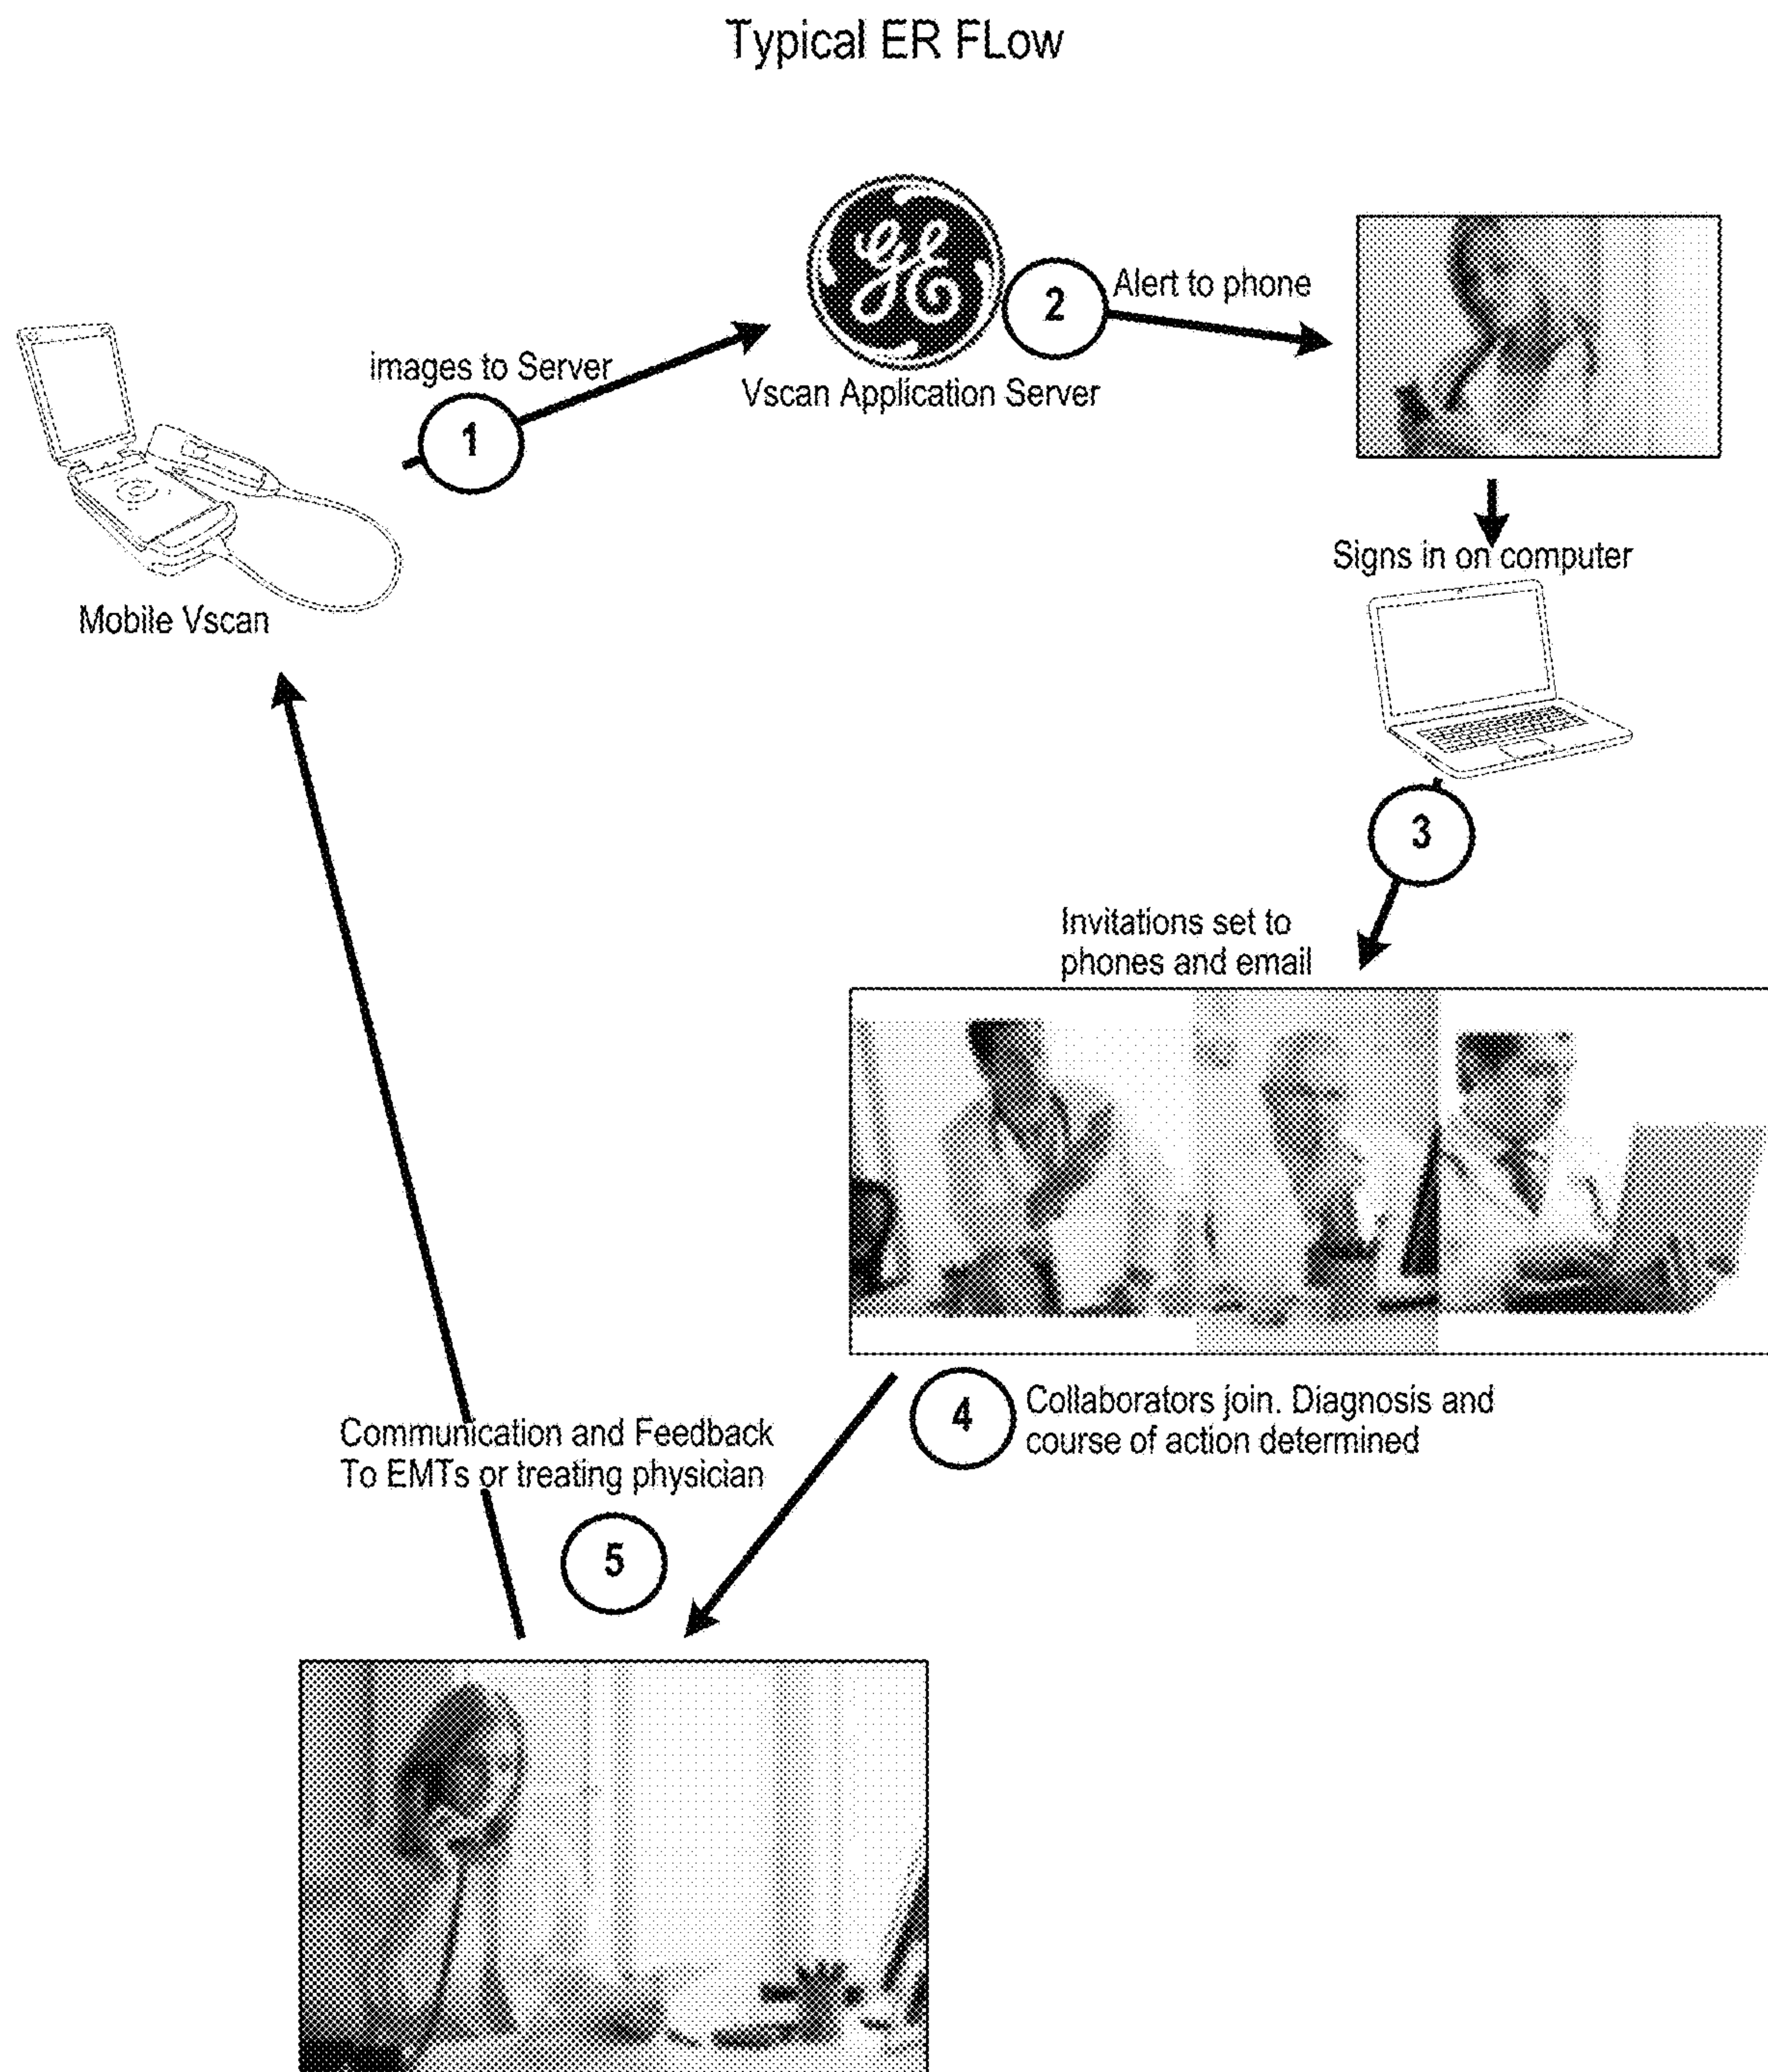 Typical ER FLow
GE
2
Alert to phone
images to Server
1
Vscan Application Server
Mobile Vscan
Signs in on computer
3
Invitations set to
phones and email
4
Collaborators join. Diagnosis and
course of action determined
Communication and Feedback
To EMTs or treating physician
5